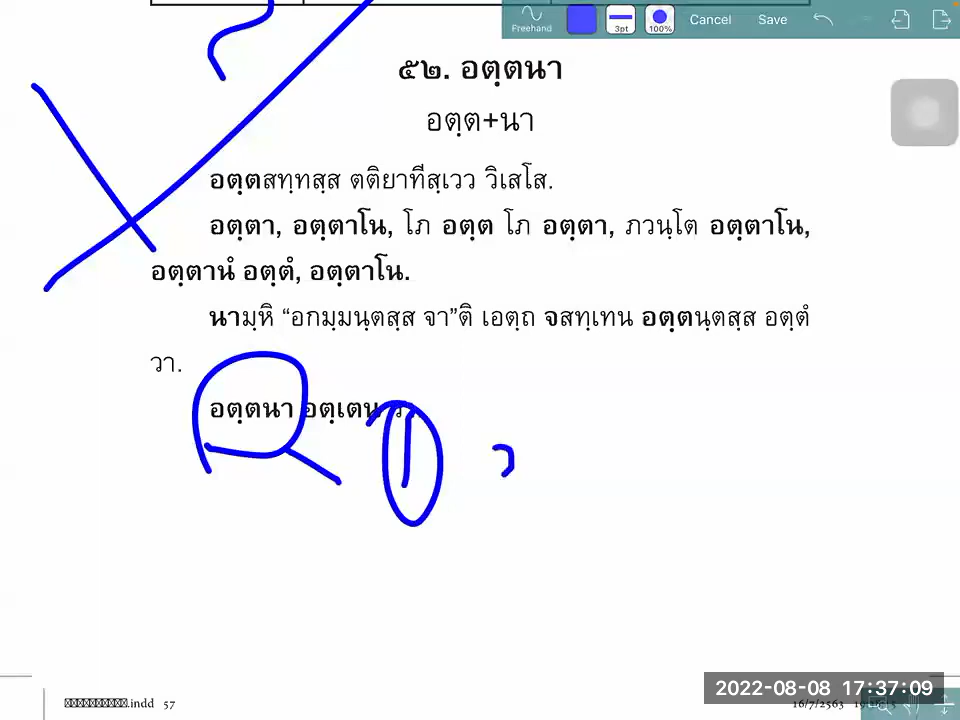 Freehand 3pt 100% Cancel Save
๕๒. อตฺตนา
อตฺต+นา
อตฺตสทฺทสฺส ตติยาทีสฺเวว วิเสโส.
อตฺตา, อตฺตาโน, โภ อตฺต โภ อตฺตา, ภวนฺโต อตฺตาโน,
อตฺตานํ อตฺตํ, อตฺตาโน.
นามฺหิ “อกมฺมนฺตสฺส จา”ติ เอตฺถ จสทฺเทน อตฺตนฺตสฺส อตฺตํ
วา.
อตฺตนา อตฺเตน วา.
.indd 57
2022-08-08 17:37:09
16/7/2563